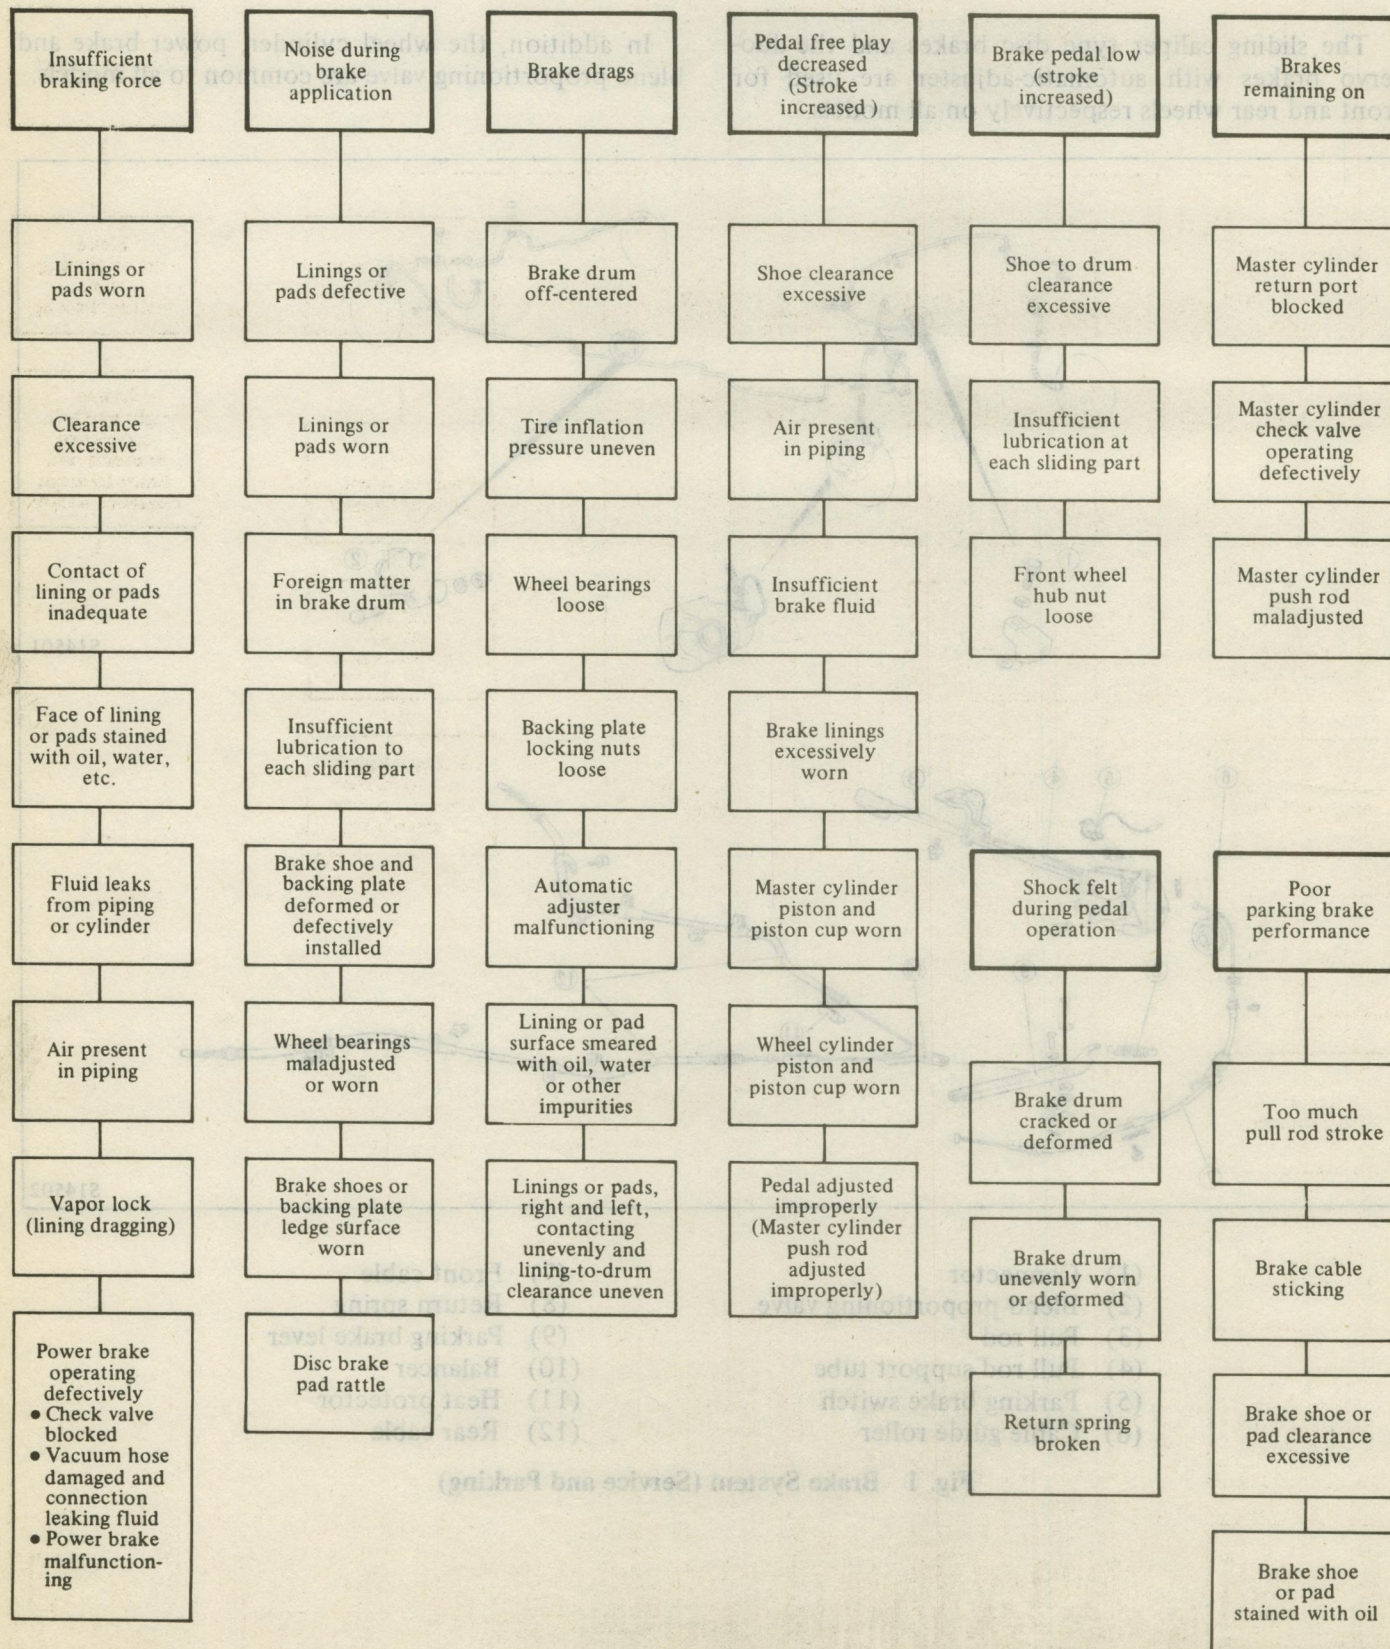 Insufficient
braking force
Linings or
pads worn
Clearance
excessive
Contact of
lining or pads
inadequate
Face of lining
or pads stained
with oil, water,
etc.
Fluid leaks
from piping
or cylinder
Air present
in piping
Vapor lock
(lining dragging)
Power brake
operating
defectively
• Check valve
blocked
• Vacuum hose
damaged and
connection
leaking fluid
• Power brake
malfunction-
ing
Noise during
brake
application
Linings or
pads defective
Linings or
pads worn
Foreign matter
in brake drum
Insufficient
lubrication to
each sliding part
Brake shoe and
backing plate
deformed or
defectively
installed
Wheel bearings
maladjusted
or worn
Brake shoes or
backing plate
ledge surface
worn
Disc brake
pad rattle
Brake drags
Brake drum
off-centered
Tire inflation
pressure uneven
Wheel bearings
loose
Backing plate
locking nuts
loose
Automatic
adjuster
malfunctioning
Lining or pad
surface smeared
with oil, water
or other
impurities
Linings or pads,
right and left,
contacting
unevenly and
lining-to-drum
clearance uneven
Pedal free play
decreased
(Stroke
increased )
Shoe clearance
excessive
Air present
in piping
Insufficient
brake fluid
Brake linings
excessively
worn
Master cylinder
piston and
piston cup worn
Wheel cylinder
piston and
piston cup worn
Pedal adjusted
improperly
(Master cylinder
push rod
adjusted
improperly)
Brake pedal low
(stroke
increased)
Shoe to drum
clearance
excessive
Insufficient
lubrication at
each sliding part
Front wheel
hub nut
loose
Shock felt
during pedal
operation
Brake drum
cracked or
deformed
Brake drum
unevenly worn
or deformed
Return spring
broken
Brakes
remaining on
Master cylinder
return port
blocked
Master cylinder
check valve
operating
defectively
Master cylinder
push rod
maladjusted
Poor
parking brake
performance
Too much
pull rod stroke
Brake cable
sticking
Brake shoe or
pad clearance
excessive
Brake shoe
or pad
stained with oil